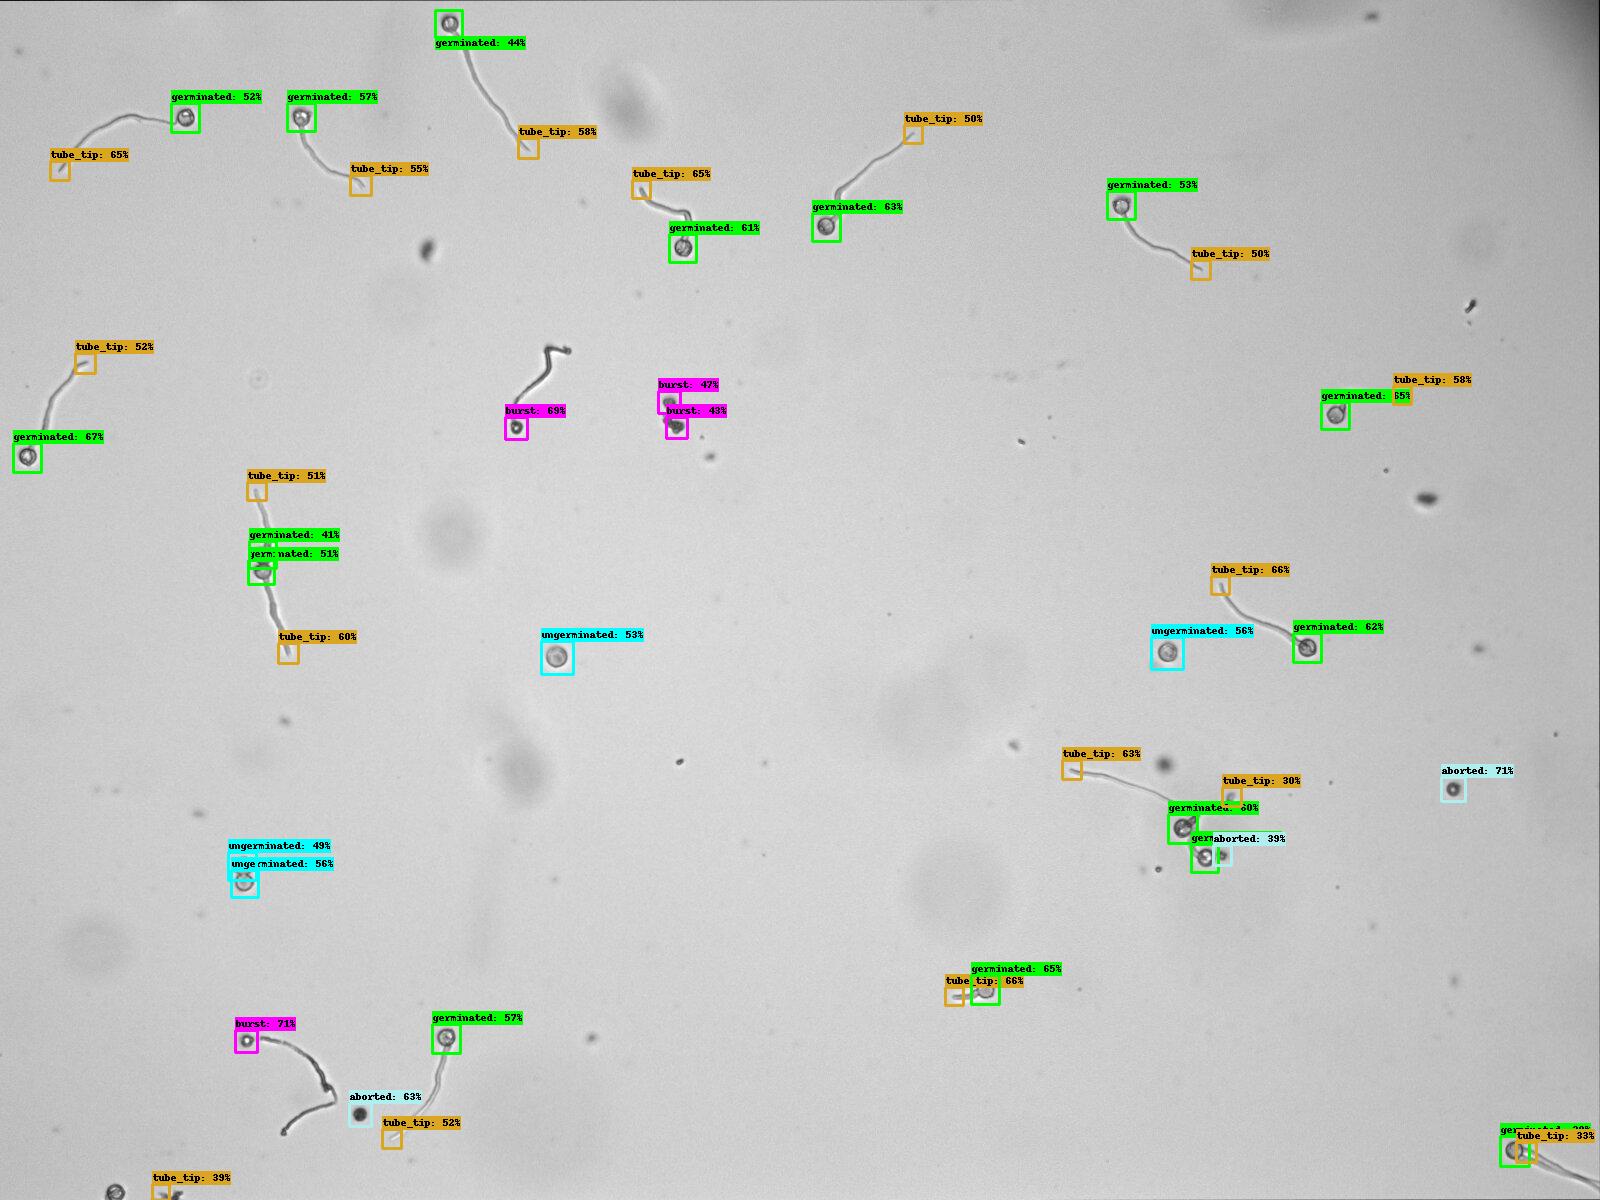 germinated: 44%
germinated: 52%
germinated: 57%
tube_tip: 50%
tube_tip: 58%
tube_tip: 65%
tube_tip: 55%
tube_tip: 65%
germinated: 53%
germinated: 63%
germinated: 61%
tube_tip: 50%
tube_tip: 52%
tube_tip: 58%
burst: 47%
germinated: 65%
burst: 69%
burst: 43%
germinated: 67%
tube_tip: 51%
germinated: 41%
germinated: 51%
tube_tip: 66%
germinated: 62%
ungerminated: 56%
ungerminated: 53%
tube_tip: 60%
tube_tip: 63%
aborted: 71%
tube_tip: 30%
germinated: 60%
aborted: 39%
ungerminated: 49%
ungerminated: 56%
germinated: 65%
tube_tip: 66%
germinated: 57%
burst: 71%
aborted: 63%
tube_tip: 52%
tube_tip: 33%
tube_tip: 39%